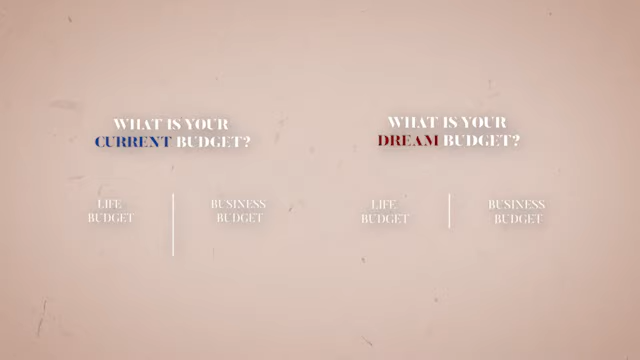 WHAT IS YOUR
CURRENT BUDGET?
LIFE
BUDGET
BUSINESS
BUDGET
WHAT IS YOUR
DREAM BUDGET?
LIFE
BUDGET
BUSINESS
BUDGET